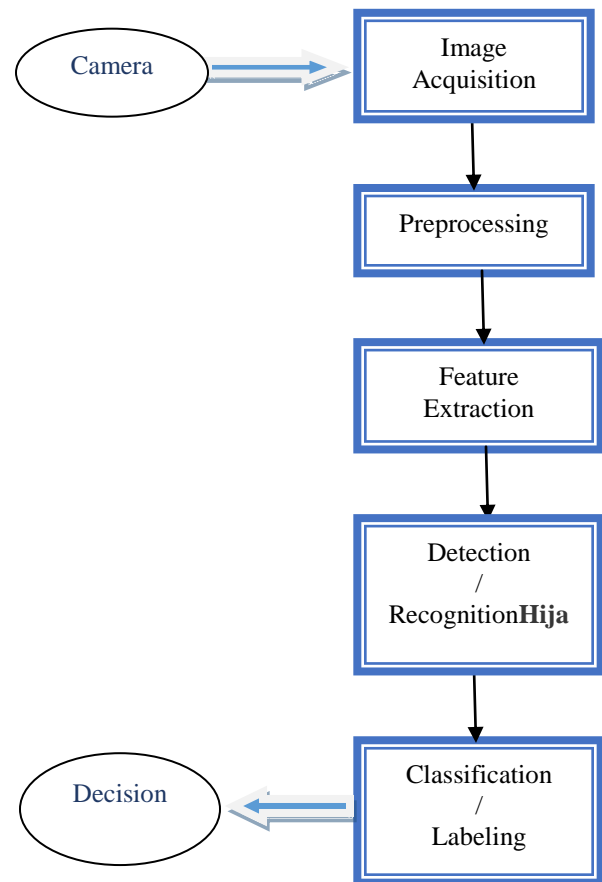 Camera
Image
Acquisition
Preprocessing
Feature
Extraction
Detection
/
RecognitionHija
Classification
/
Labeling
Decision